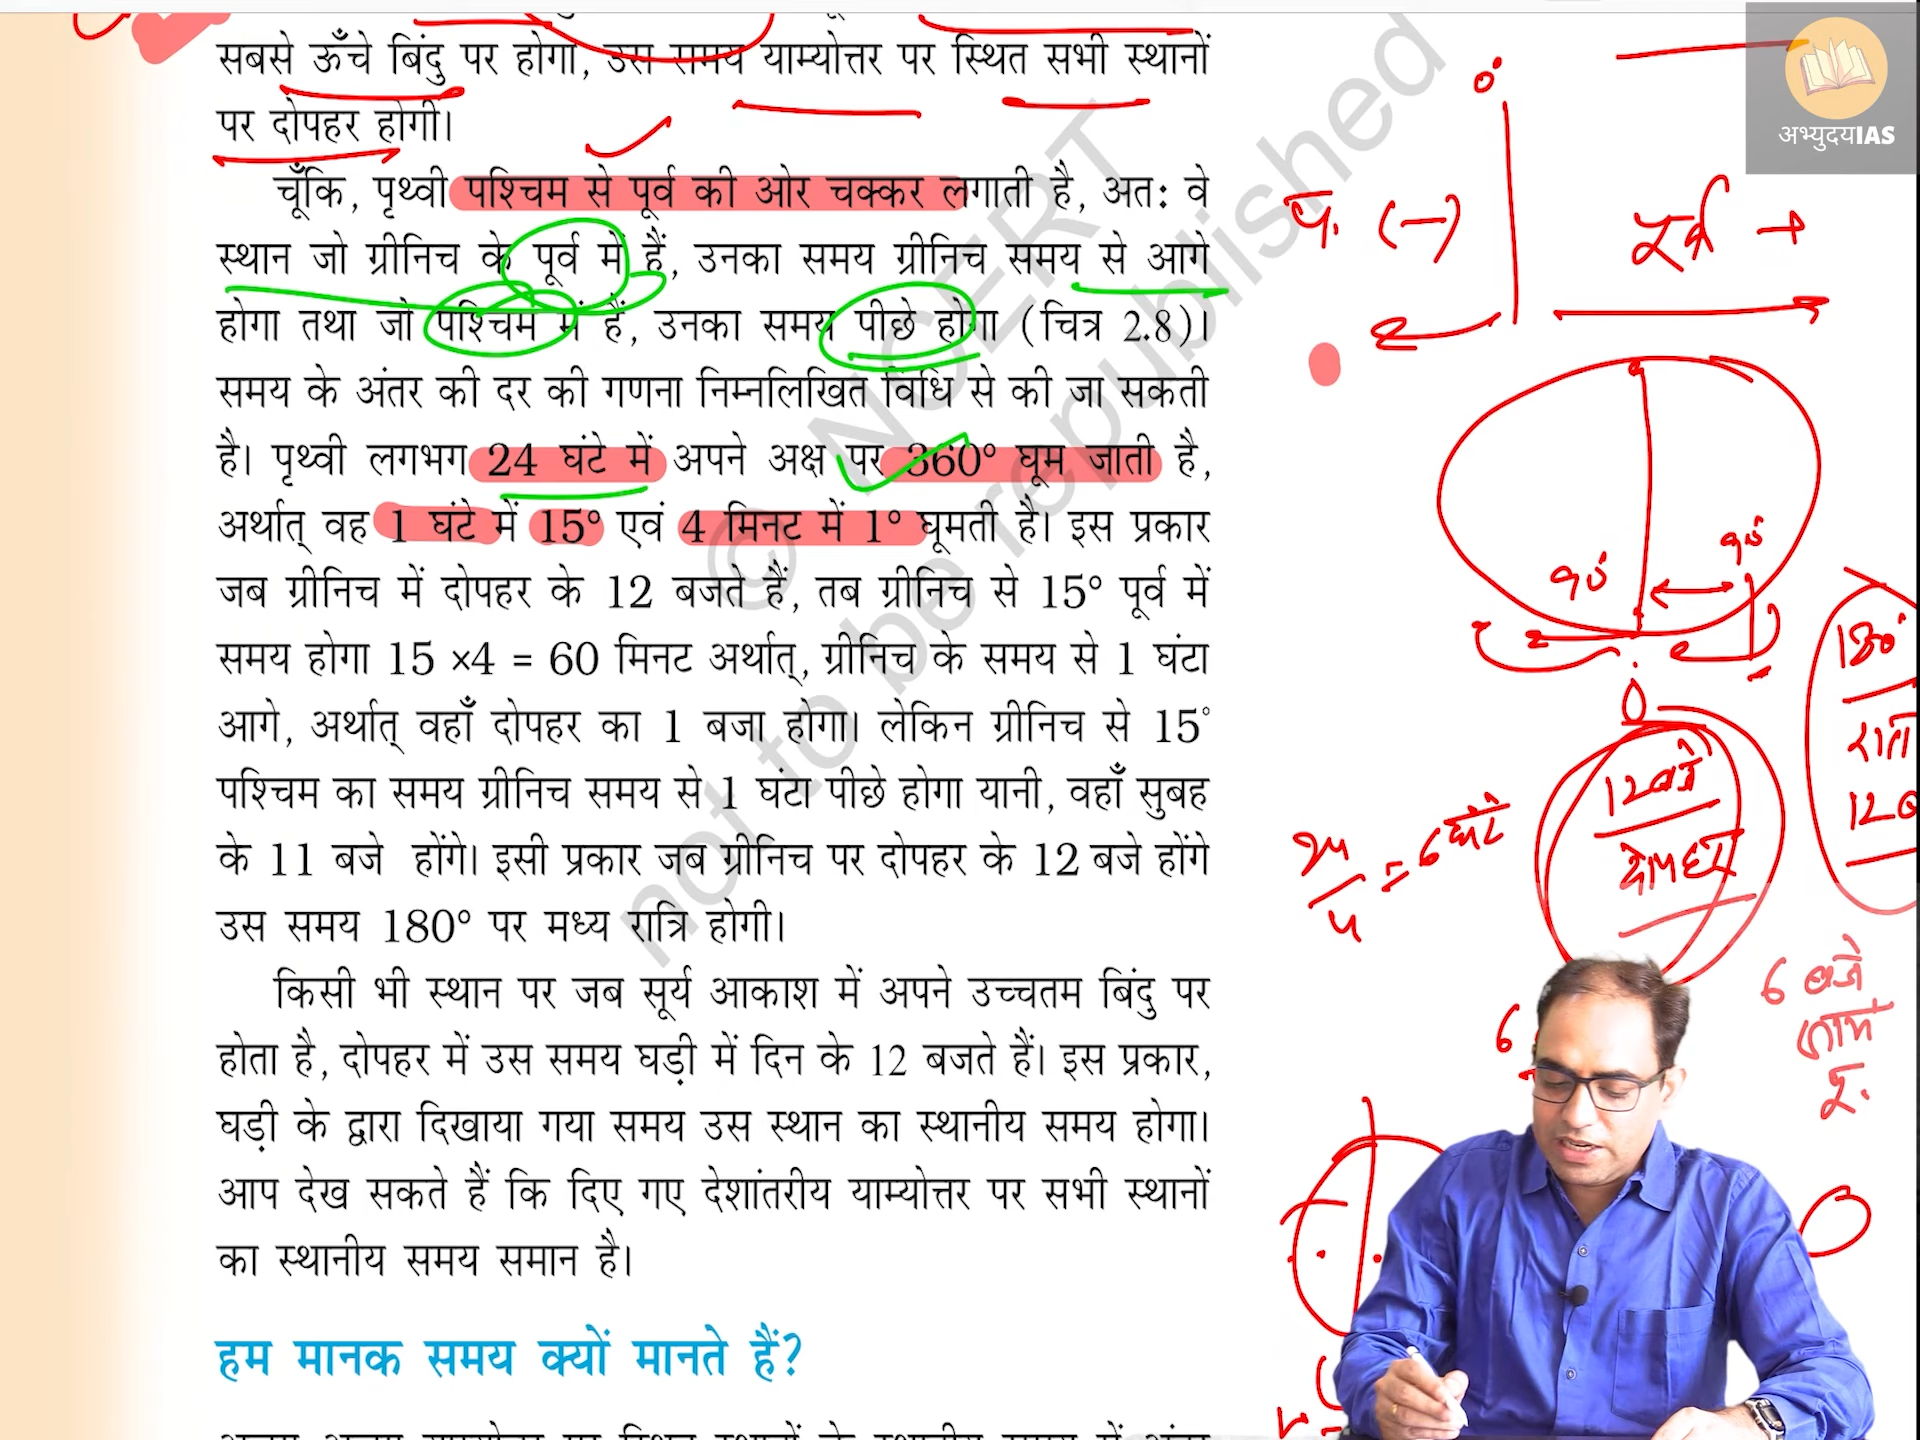 सबसे ऊँचे बिंदु पर होगा, उस समय याम्योत्तर पर स्थित सभी स्थानों
पर दोपहर होगी।
चूँकि, पृथ्वी पश्चिम से पूर्व की ओर चक्कर लगाती है, अतः वे
स्थान जो ग्रीनिच के पूर्व में हैं, उनका समय ग्रीनिच समय से आगे
होगा तथा जो पश्चिम में हैं, उनका समय पीछे होगा (चित्र 2.8)।
समय के अंतर की दर की गणना निम्नलिखित विधि से की जा सकती
है। पृथ्वी लगभग 24 घंटे में अपने अक्ष पर 360° घूम जाती है,
अर्थात् वह 1 घंटे में 15° एवं 4 मिनट में 1° घूमती है। इस प्रकार
जब ग्रीनिच में दोपहर के 12 बजते हैं, तब ग्रीनिच से 15° पूर्व में
समय होगा 15 ×4 = 60 मिनट अर्थात्, ग्रीनिच के समय से 1 घंटा
आगे, अर्थात् वहाँ दोपहर का 1 बजा होगा। लेकिन ग्रीनिच से 15°
पश्चिम का समय ग्रीनिच समय से 1 घंटा पीछे होगा यानी, वहाँ सुबह
के 11 बजे होंगे। इसी प्रकार जब ग्रीनिच पर दोपहर के 12 बजे होंगे
उस समय 180° पर मध्य रात्रि होगी।
किसी भी स्थान पर जब सूर्य आकाश में अपने उच्चतम बिंदु पर
होता है, दोपहर में उस समय घड़ी में दिन के 12 बजते हैं। इस प्रकार,
घड़ी के द्वारा दिखाया गया समय उस स्थान का स्थानीय समय होगा।
आप देख सकते हैं कि दिए गए देशांतरीय याम्योत्तर पर सभी स्थानों
का स्थानीय समय समान है।
हम मानक समय क्यों मानते हैं?
© NCERT
not to be republished
अभ्युदयIAS
0°
प. (-)
पूर्व →
90°
90°
180°
रात
0
12 बजे
दोपहर
= 6 घंटे
6 बजे
शाम